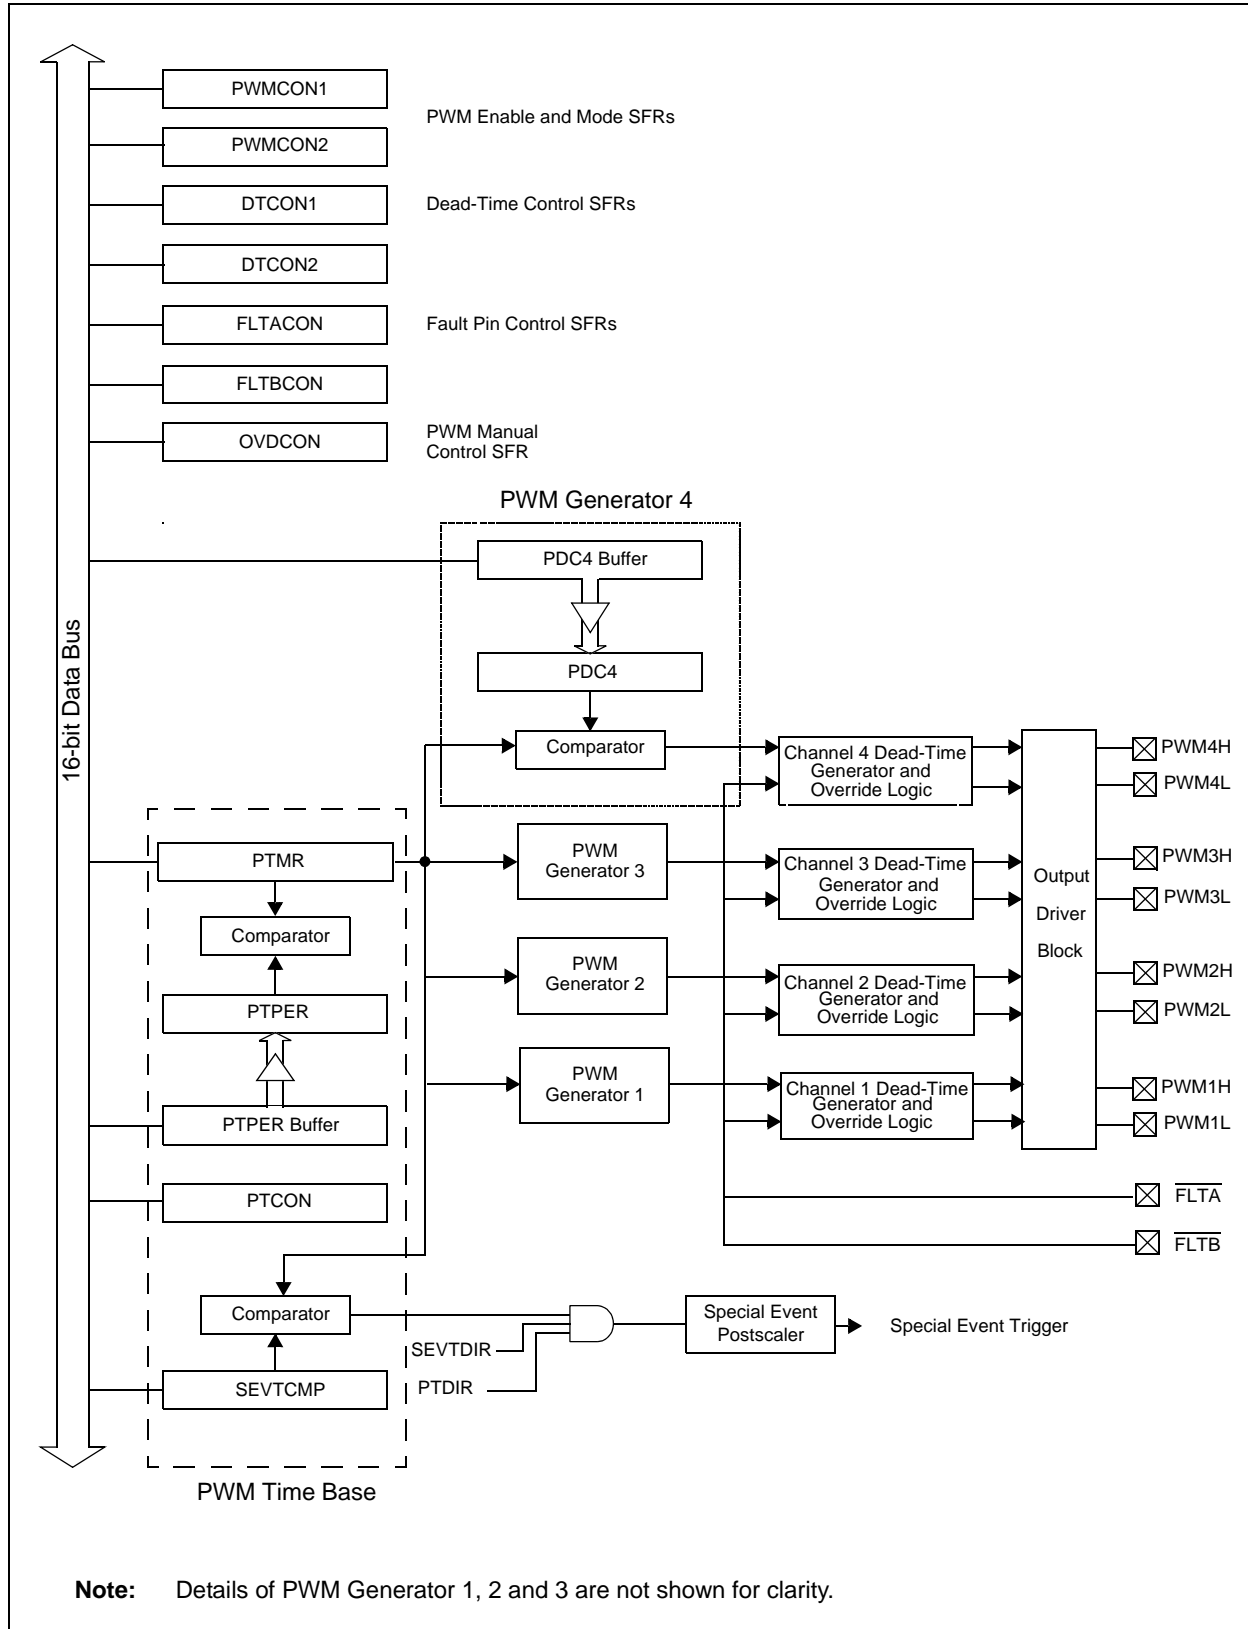 PWMCON1
PWM Enable and Mode SFRs
PWMCON2
DTCON1
Dead-Time Control SFRs
DTCON2
FLTACON
Fault Pin Control SFRs
FLTBCON
OVDCON
PWM Manual
Control SFR
PWM Generator 4
PDC4 Buffer
PDC4
Comparator
16-bit Data Bus
Channel 4 Dead-Time
Generator and
Override Logic
PWM4H
PWM4L
PTMR
PWM
Generator 3
Channel 3 Dead-Time
Generator and
Override Logic
PWM3H
PWM3L
Output
Driver
Block
Comparator
PTPER
PWM
Generator 2
Channel 2 Dead-Time
Generator and
Override Logic
PWM2H
PWM2L
PWM
Generator 1
Channel 1 Dead-Time
Generator and
Override Logic
PWM1H
PWM1L
PTPER Buffer
PTCON
FLTA
FLTB
Comparator
SEVTDIR
PTDIR
Special Event
Postscaler
Special Event Trigger
SEVTCMP
PWM Time Base
Note: Details of PWM Generator 1, 2 and 3 are not shown for clarity.